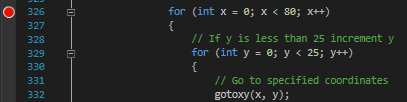 326 for (int x = 0; x < 80; x++)
327 {
328 // If y is less than 25 increment y
329 for (int y = 0; y < 25; y++)
330 {
331 // Go to specified coordinates
332 gotoxy(x, y);